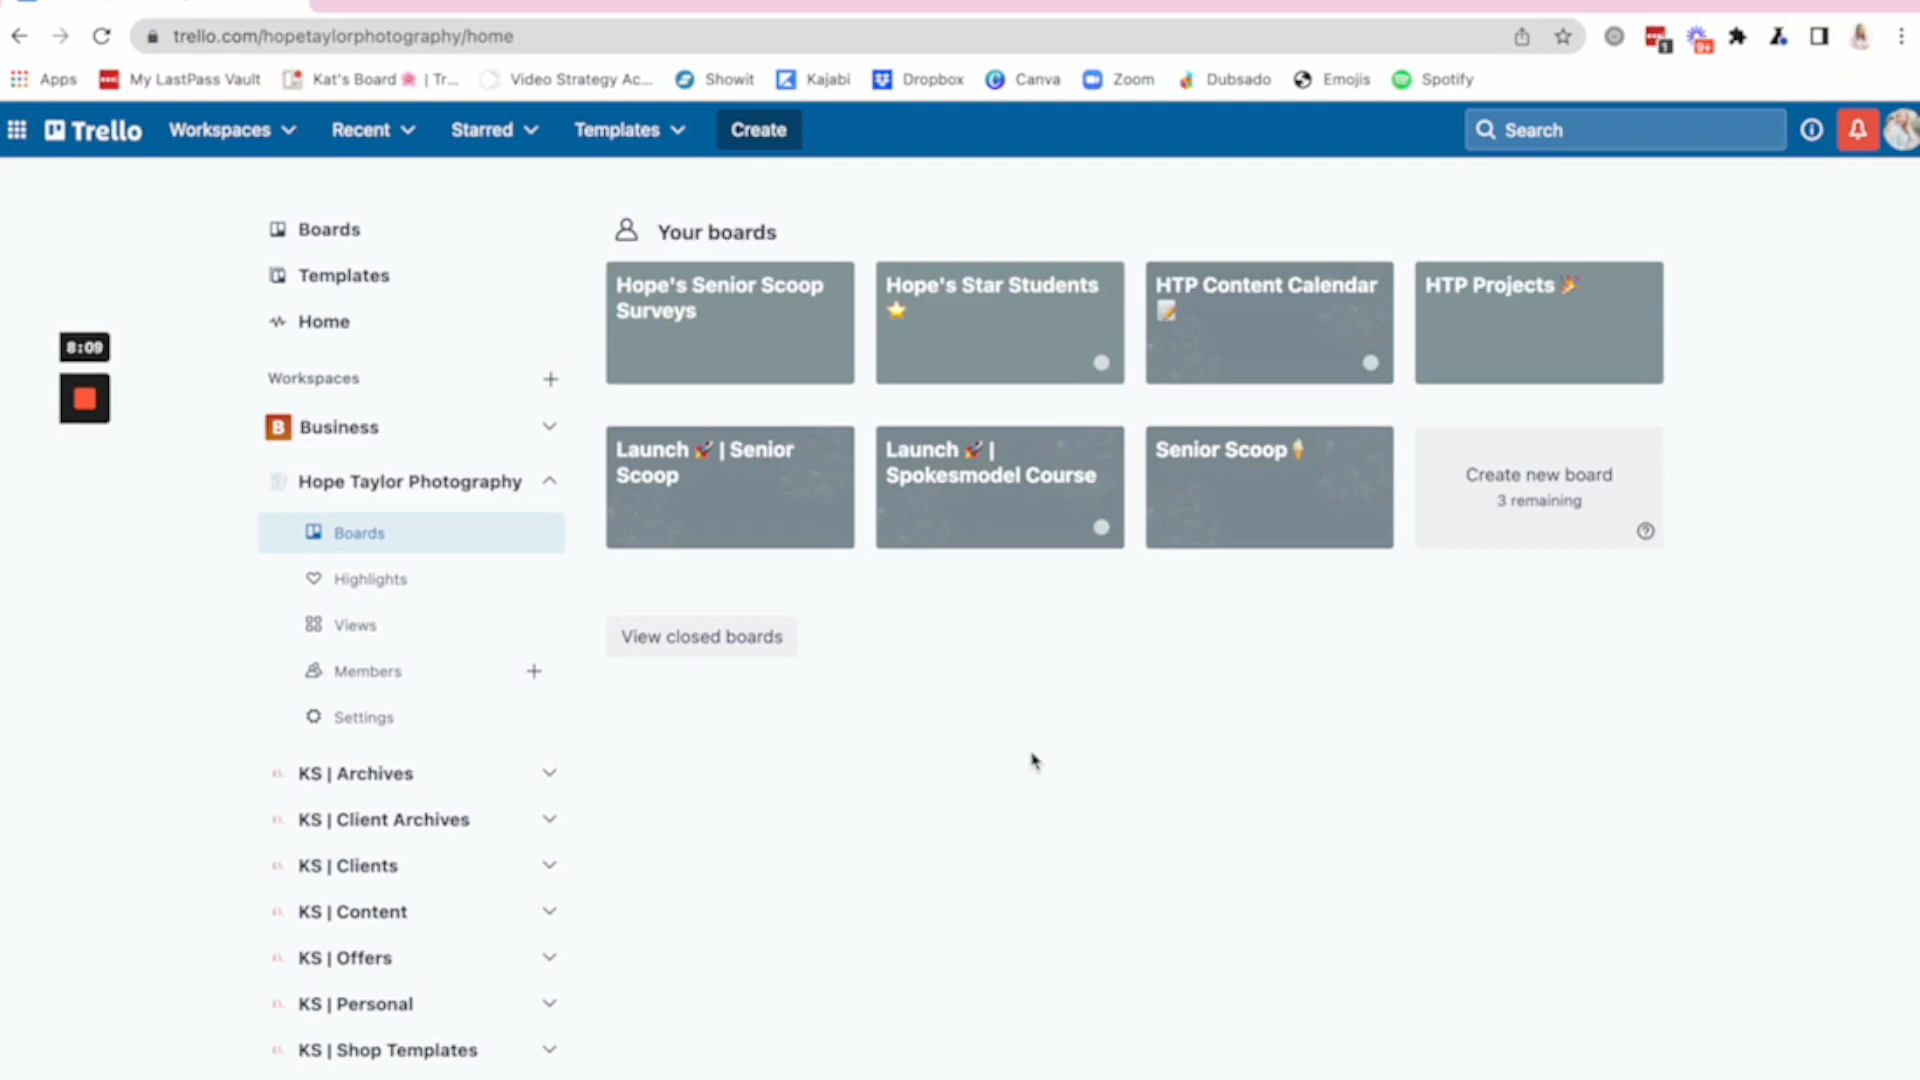 trello.com/hopetaylorphotography/home
1
9+
Apps
My LastPass Vault
Kat's Board 🌸 | Tr...
Video Strategy Ac...
Showit
Kajabi
Dropbox
Canva
Zoom
Dubsado
Emojis
Spotify
Trello
Workspaces
Recent
Starred
Templates
Create
Search
Boards
Templates
Home
8:09
Workspaces
B Business
Hope Taylor Photography
Boards
Highlights
Views
Members
Settings
KS | Archives
KS | Client Archives
KS | Clients
KS | Content
KS | Offers
KS | Personal
KS | Shop Templates
Your boards
Hope's Senior Scoop
Surveys
Hope's Star Students
⭐
HTP Content Calendar
📝
HTP Projects 🎉
Launch 🚀 | Senior
Scoop
Launch 🚀 |
Spokesmodel Course
Senior Scoop🍦
Create new board
3 remaining
View closed boards